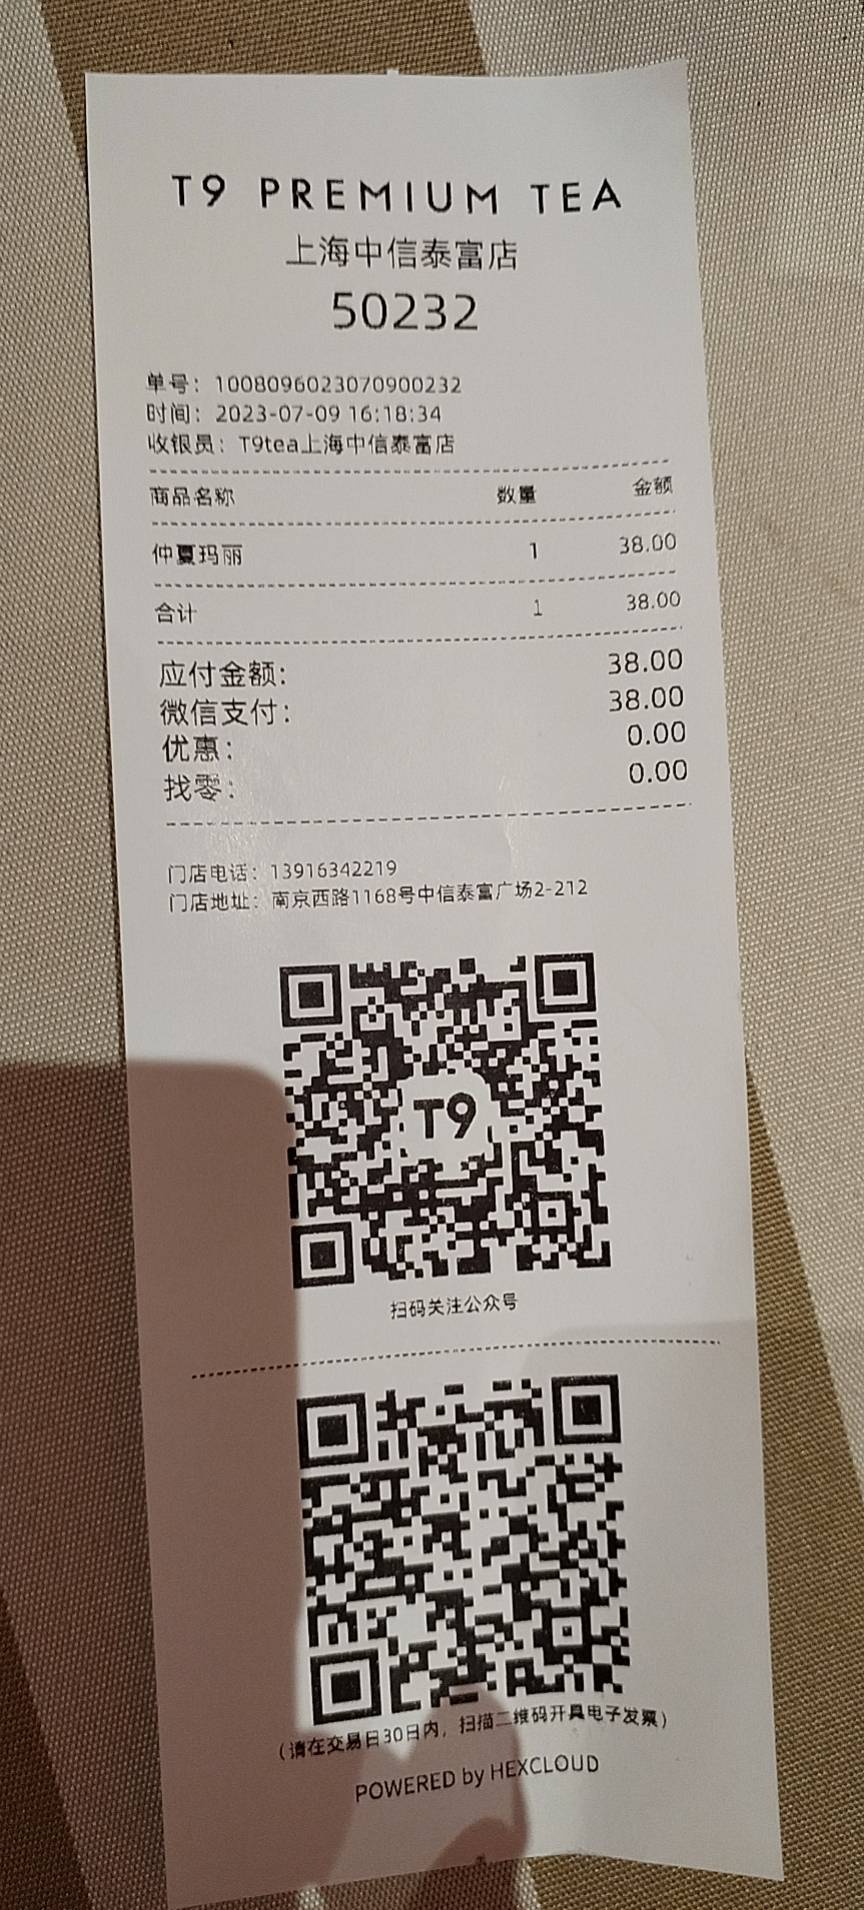 T9 PREMIUM TEA
上海中信泰富店
50232
单号：1008096023070900232
时间：2023-07-09 16:18:34
收银员：T9tea上海中信泰富店
商品名称 数量 金额
仲夏玛丽 1 38.00
合计 1 38.00
应付金额: 38.00
微信支付: 38.00
优惠: 0.00
找零: 0.00
门店电话：13916342219
门店地址：南京西路1168号中信泰富广场2-212
T9
扫码关注公众号
(请在交易日30日内，扫描二维码开具电子发票)
POWERED by HEXCLOUD